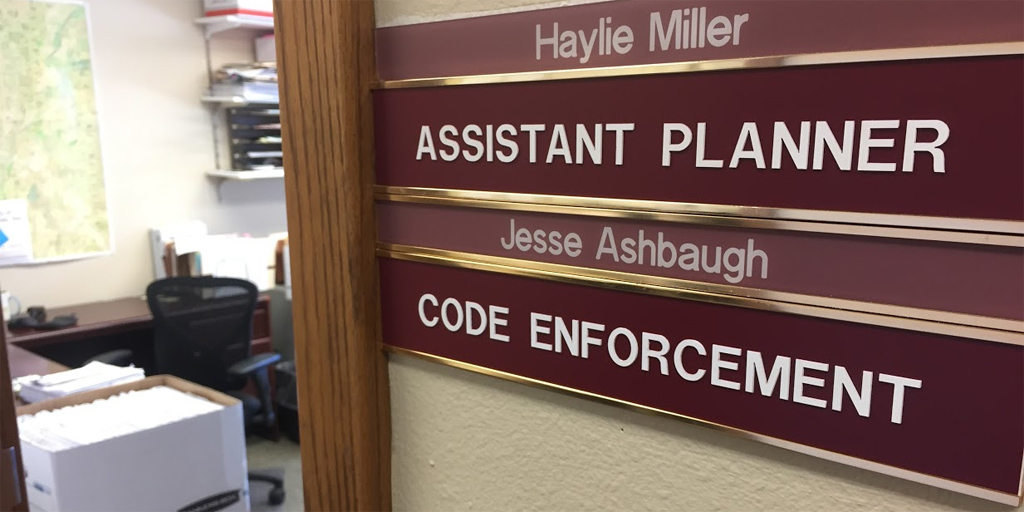 Haylie Miller
ASSISTANT PLANNER
Jesse Ashbaugh
CODE ENFORCEMENT